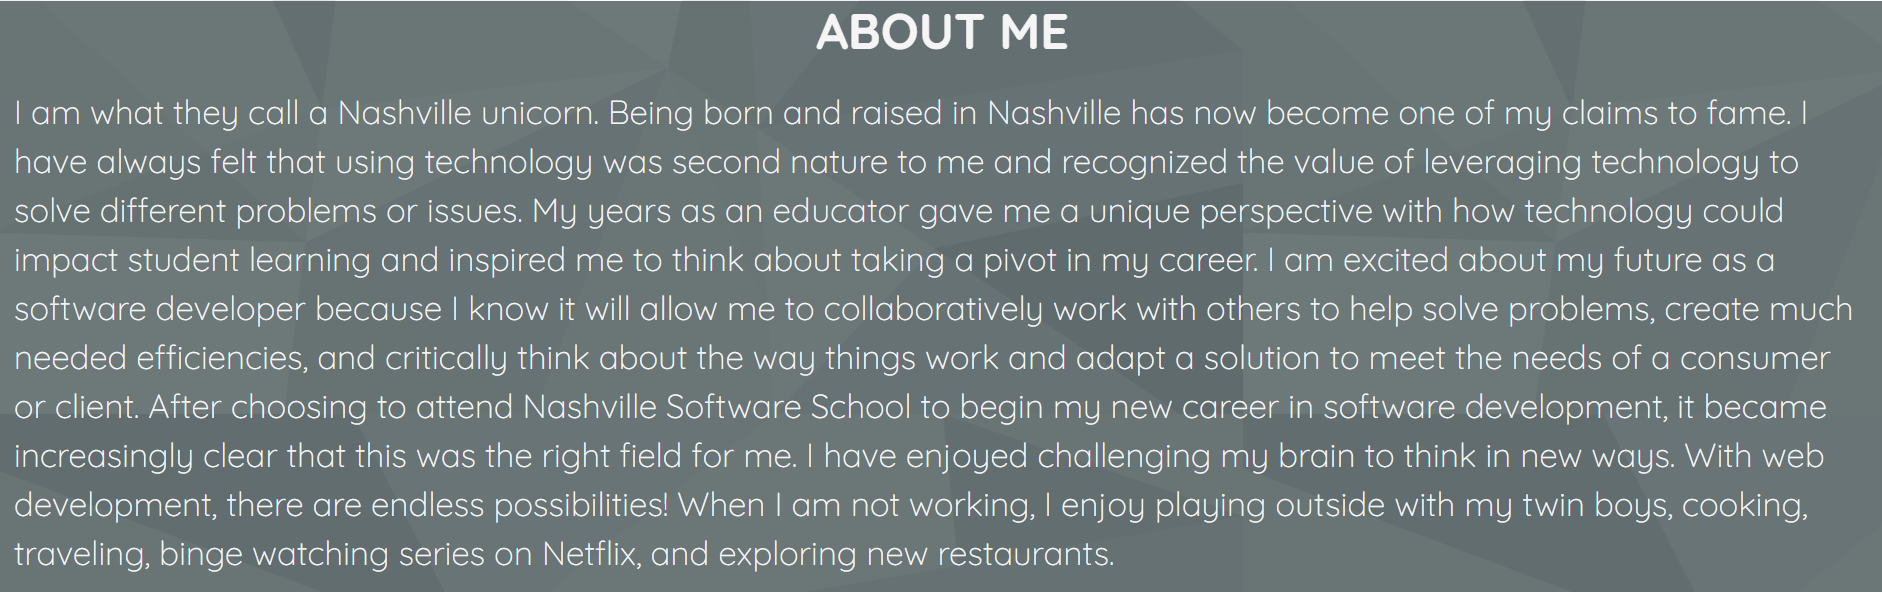 ABOUT ME
I am what they call a Nashville unicorn. Being born and raised in Nashville has now become one of my claims to fame. I
have always felt that using technology was second nature to me and recognized the value of leveraging technology to
solve different problems or issues. My years as an educator gave me a unique perspective with how technology could
impact student learning and inspired me to think about taking a pivot in my career. I am excited about my future as a
software developer because I know it will allow me to collaboratively work with others to help solve problems, create much
needed efficiencies, and critically think about the way things work and adapt a solution to meet the needs of a consumer
or client. After choosing to attend Nashville Software School to begin my new career in software development, it became
increasingly clear that this was the right field for me. I have enjoyed challenging my brain to think in new ways. With web
development, there are endless possibilities! When I am not working, I enjoy playing outside with my twin boys, cooking,
traveling, binge watching series on Netflix, and exploring new restaurants.